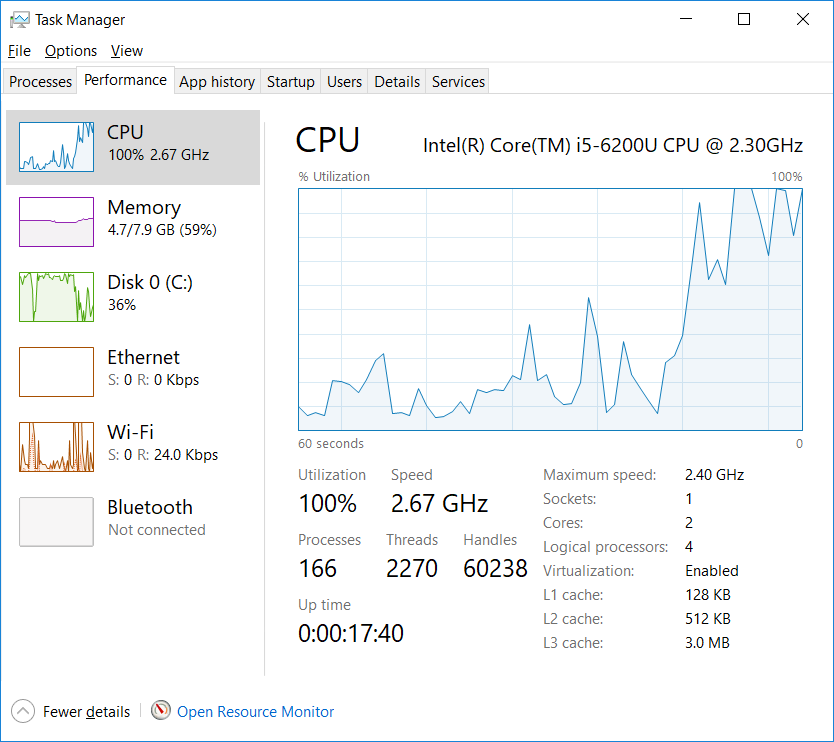 Task Manager
File Options View
Processes Performance App history Startup Users Details Services
CPU
100% 2.67 GHz
Memory
4.7/7.9 GB (59%)
Disk 0 (C:)
36%
Ethernet
S: 0 R: 0 Kbps
Wi-Fi
S: 0 R: 24.0 Kbps
Bluetooth
Not connected
CPU Intel(R) Core(TM) i5-6200U CPU @ 2.30GHz
% Utilization 100%
60 seconds 0
Utilization Speed
100% 2.67 GHz
Processes Threads Handles
166 2270 60238
Up time
0:00:17:40
Maximum speed: 2.40 GHz
Sockets: 1
Cores: 2
Logical processors: 4
Virtualization: Enabled
L1 cache: 128 KB
L2 cache: 512 KB
L3 cache: 3.0 MB
Fewer details Open Resource Monitor